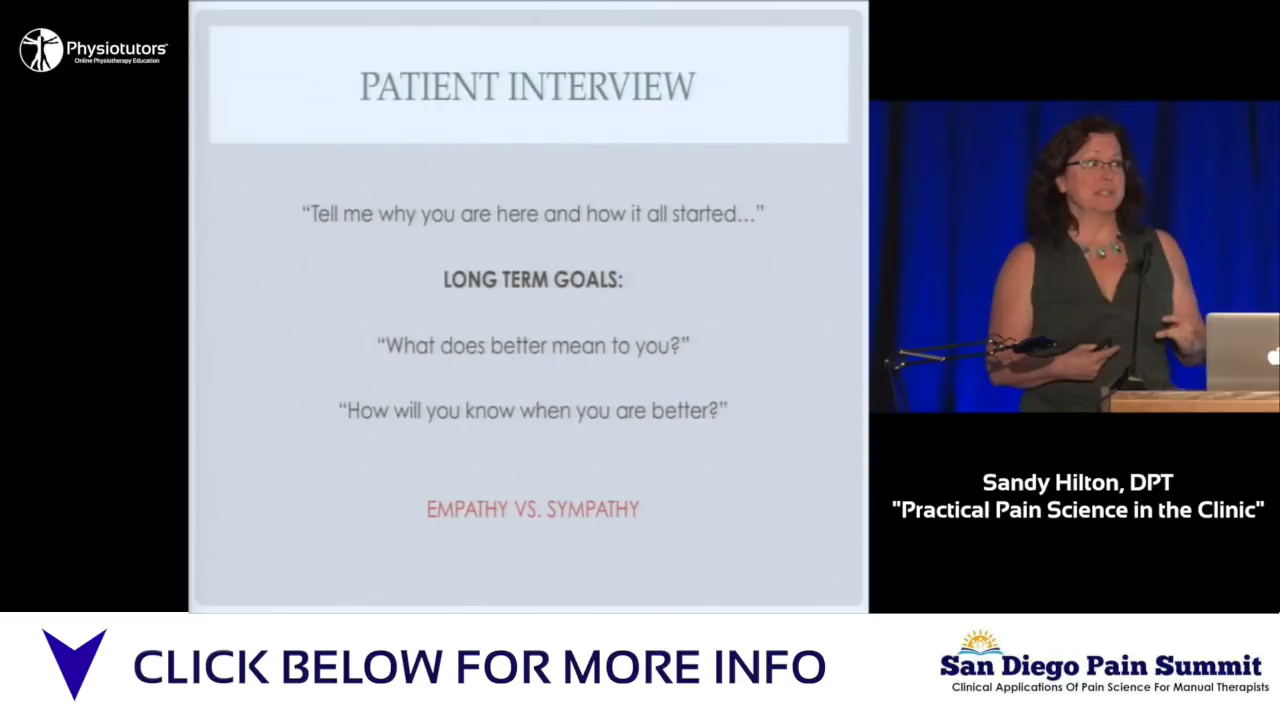 Physiotutors
Online Physiotherapy Education
PATIENT INTERVIEW
“Tell me why you are here and how it all started...”
LONG TERM GOALS:
“What does better mean to you?”
“How will you know when you are better?”
EMPATHY VS. SYMPATHY
Sandy Hilton, DPT
"Practical Pain Science in the Clinic"
CLICK BELOW FOR MORE INFO
San Diego Pain Summit
Clinical Applications Of Pain Science For Manual Therapists